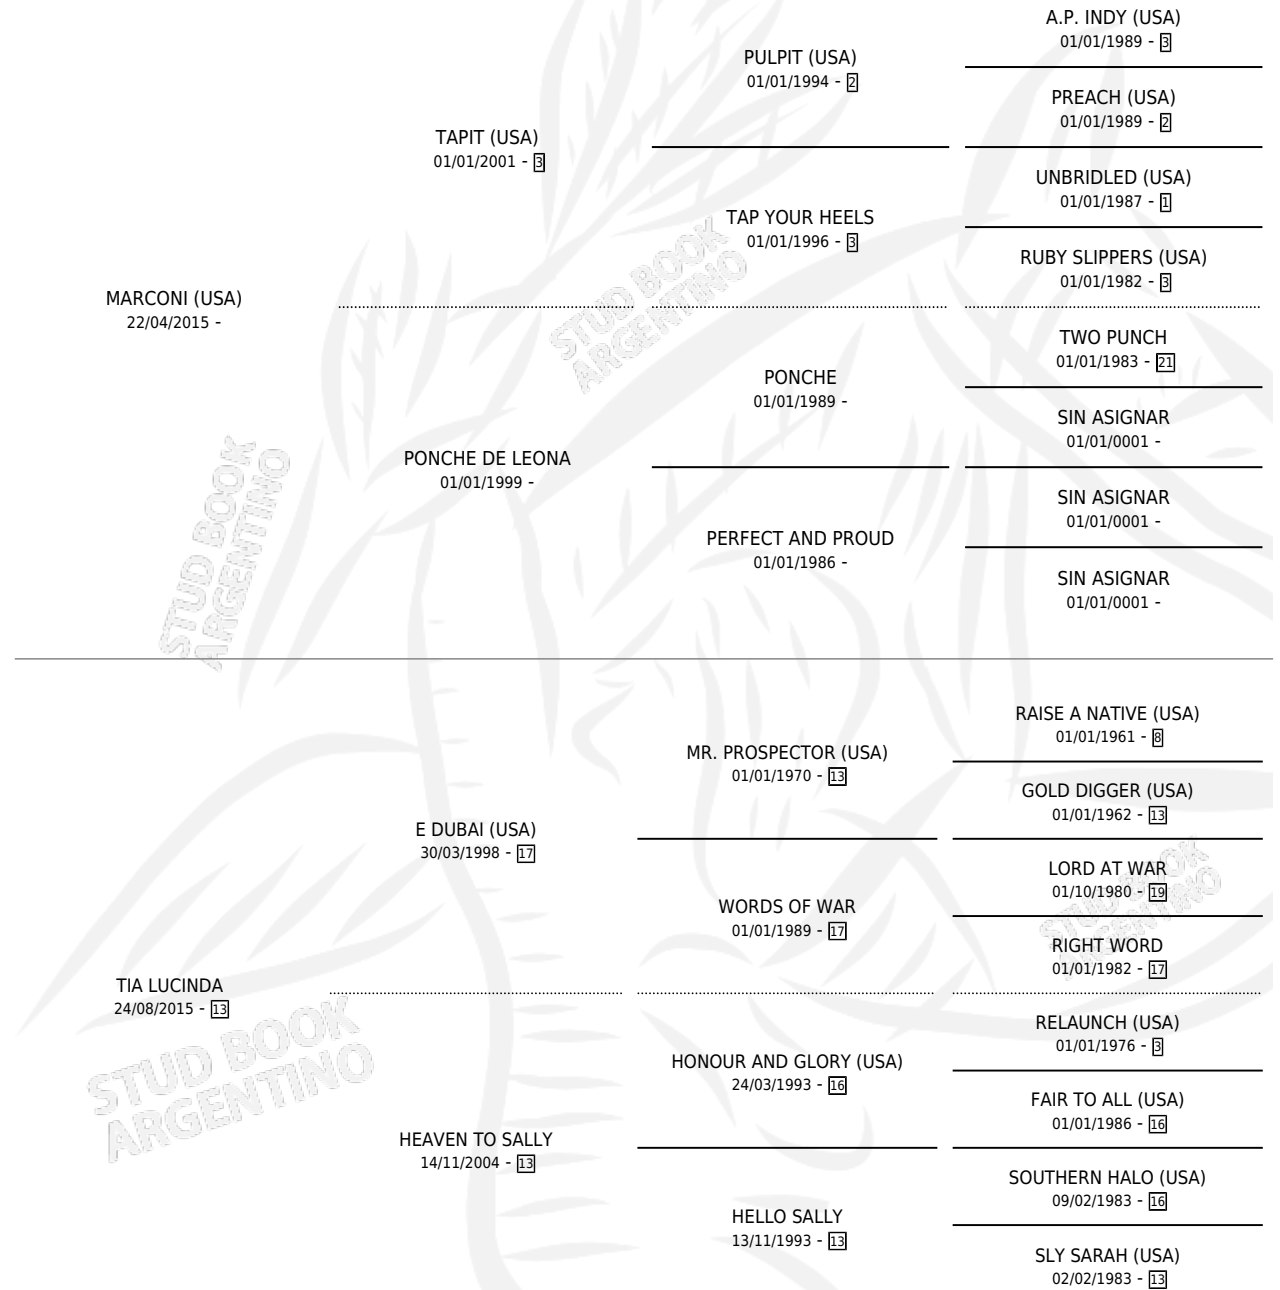 A.P. INDY (USA)
01/01/1989 - 3
PULPIT (USA)
01/01/1994 - 2
PREACH (USA)
01/01/1989 - 2
TAPIT (USA)
01/01/2001 - 3
UNBRIDLED (USA)
01/01/1987 - 1
TAP YOUR HEELS
01/01/1996 - 3
RUBY SLIPPERS (USA)
01/01/1982 - 3
MARCONI (USA)
22/04/2015 -
TWO PUNCH
01/01/1983 - 21
PONCHE
01/01/1989 -
SIN ASIGNAR
01/01/0001 -
PONCHE DE LEONA
01/01/1999 -
SIN ASIGNAR
01/01/0001 -
PERFECT AND PROUD
01/01/1986 -
SIN ASIGNAR
01/01/0001 -
RAISE A NATIVE (USA)
01/01/1961 - 8
MR. PROSPECTOR (USA)
01/01/1970 - 13
GOLD DIGGER (USA)
01/01/1962 - 13
E DUBAI (USA)
30/03/1998 - 17
LORD AT WAR
01/10/1980 - 19
WORDS OF WAR
01/01/1989 - 17
RIGHT WORD
01/01/1982 - 17
TIA LUCINDA
24/08/2015 - 13
RELAUNCH (USA)
01/01/1976 - 3
HONOUR AND GLORY (USA)
24/03/1993 - 16
FAIR TO ALL (USA)
01/01/1986 - 16
HEAVEN TO SALLY
14/11/2004 - 13
SOUTHERN HALO (USA)
09/02/1983 - 16
HELLO SALLY
13/11/1993 - 13
SLY SARAH (USA)
02/02/1983 - 13
STUD BOOK
ARGENTINO
STUD BOOK
ARGENTINO
STUD BOOK
ARGENTINO
STUD BOOK
ARGENTINO